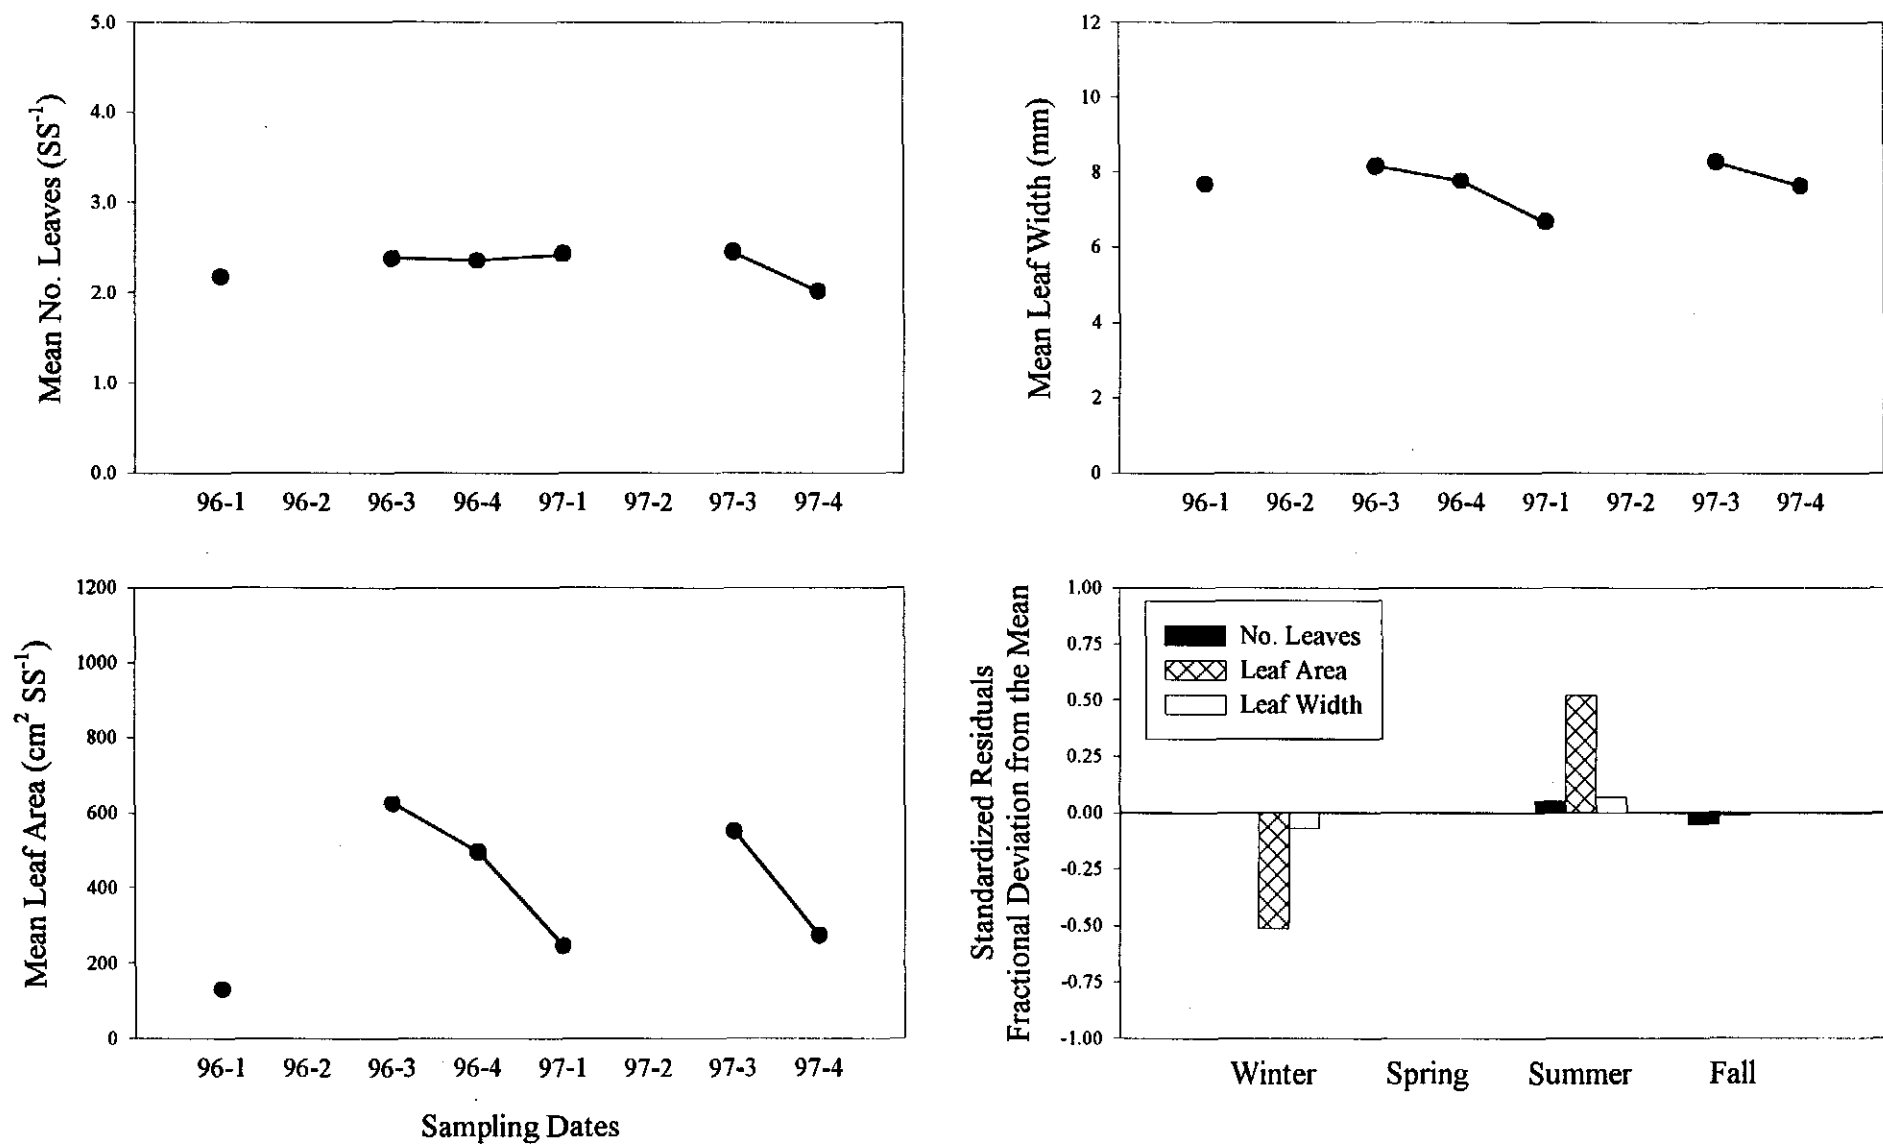 Mean No. Leaves (SS⁻¹)
5.0
4.0
3.0
2.0
1.0
0.0
96-1 96-2 96-3 96-4 97-1 97-2 97-3 97-4
Mean Leaf Width (mm)
12
10
8
6
4
2
0
96-1 96-2 96-3 96-4 97-1 97-2 97-3 97-4
Mean Leaf Area (cm² SS⁻¹)
1200
1000
800
600
400
200
0
96-1 96-2 96-3 96-4 97-1 97-2 97-3 97-4
Sampling Dates
Standardized Residuals
Fractional Deviation from the Mean
1.00
0.75
0.50
0.25
0.00
-0.25
-0.50
-0.75
-1.00
No. Leaves
Leaf Area
Leaf Width
Winter Spring Summer Fall